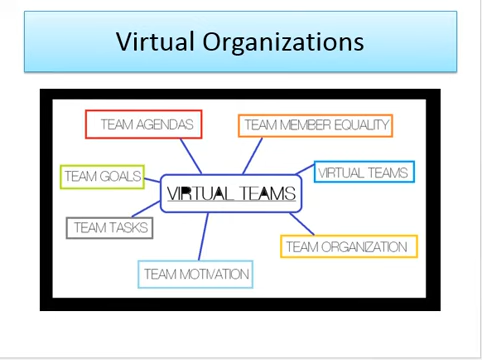 Virtual Organizations
TEAM AGENDAS
TEAM MEMBER EQUALITY
TEAM GOALS
VIRTUAL TEAMS
VIRTUAL TEAMS
TEAM TASKS
TEAM ORGANIZATION
TEAM MOTIVATION